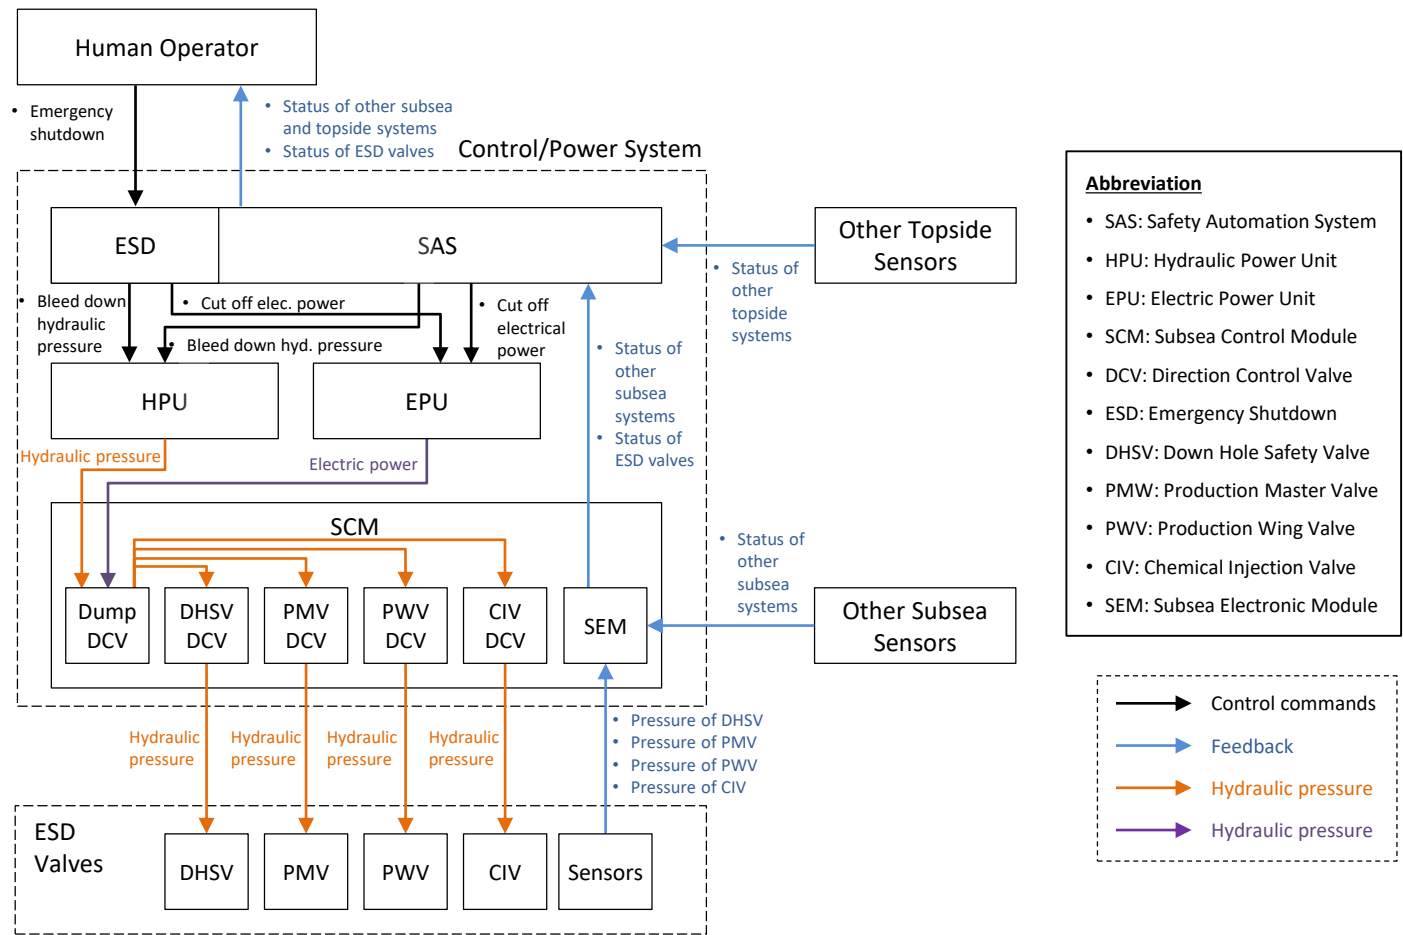 Human Operator
• Emergency
shutdown
• Status of other subsea
and topside systems
• Status of ESD valves
Control/Power System
ESD
SAS
Other Topside
Sensors
• Status of
other
topside
systems
• Bleed down
hydraulic
pressure
• Cut off elec. power
• Bleed down hyd. pressure
• Cut off
electrical
power
• Status of
other
subsea
systems
• Status of
ESD valves
HPU
EPU
Hydraulic pressure
Electric power
SCM
Dump
DCV
DHSV
DCV
PMV
DCV
PWV
DCV
CIV
DCV
SEM
• Status of
other
subsea
systems
Other Subsea
Sensors
Hydraulic
pressure
Hydraulic
pressure
Hydraulic
pressure
Hydraulic
pressure
• Pressure of DHSV
• Pressure of PMV
• Pressure of PWV
• Pressure of CIV
ESD
Valves
DHSV
PMV
PWV
CIV
Sensors
Abbreviation
• SAS: Safety Automation System
• HPU: Hydraulic Power Unit
• EPU: Electric Power Unit
• SCM: Subsea Control Module
• DCV: Direction Control Valve
• ESD: Emergency Shutdown
• DHSV: Down Hole Safety Valve
• PMW: Production Master Valve
• PWV: Production Wing Valve
• CIV: Chemical Injection Valve
• SEM: Subsea Electronic Module
Control commands
Feedback
Hydraulic pressure
Hydraulic pressure